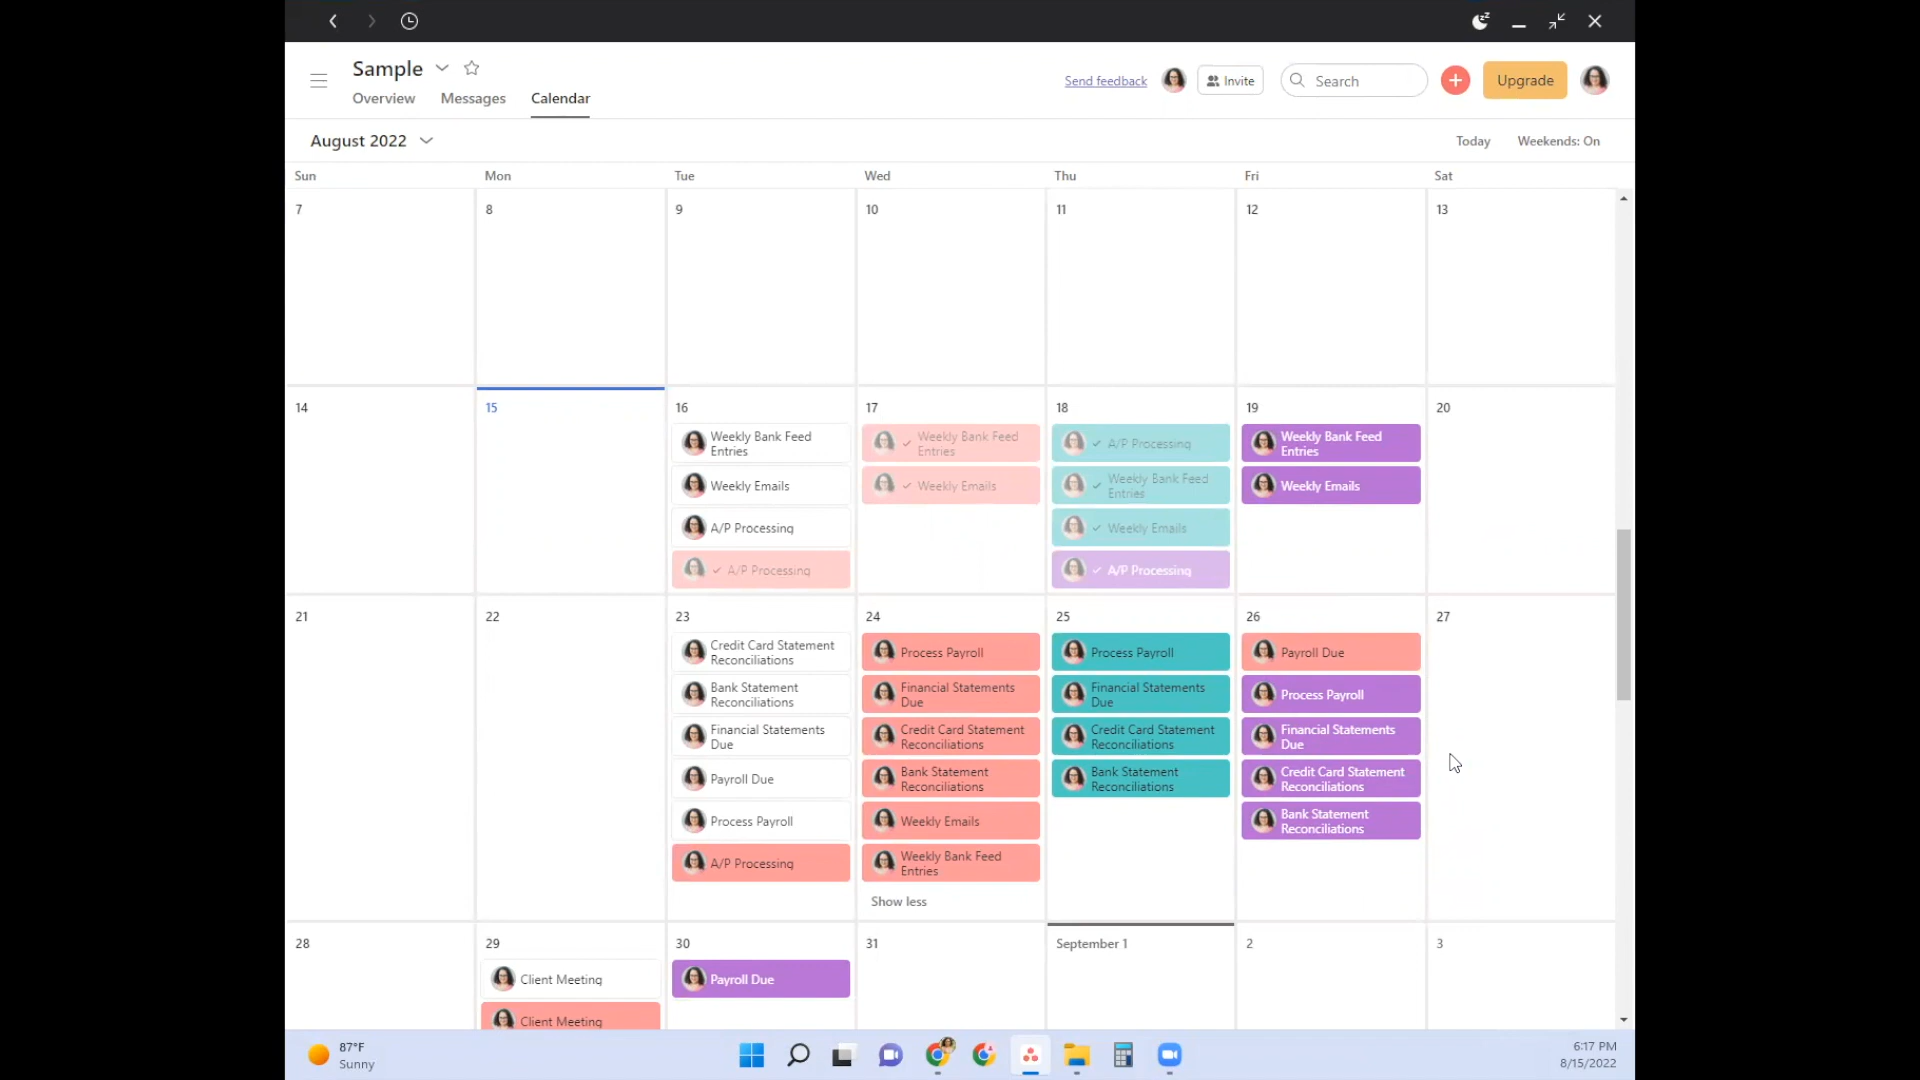 Sample
Overview Messages Calendar
Send feedback Invite Search Upgrade
August 2022
Today Weekends: On
Sun Mon Tue Wed Thu Fri Sat
7 8 9 10 11 12 13
14 15 16 17 18 19 20
Weekly Bank Feed
Entries
Weekly Emails
A/P Processing
A/P Processing
Weekly Bank Feed
Entries
Weekly Emails
A/P Processing
Weekly Bank Feed
Entries
Weekly Emails
A/P Processing
Weekly Bank Feed
Entries
Weekly Emails
21 22 23 24 25 26 27
Credit Card Statement
Reconciliations
Bank Statement
Reconciliations
Financial Statements
Due
Payroll Due
Process Payroll
A/P Processing
Process Payroll
Financial Statements
Due
Credit Card Statement
Reconciliations
Bank Statement
Reconciliations
Weekly Emails
Weekly Bank Feed
Entries
Show less
Process Payroll
Financial Statements
Due
Credit Card Statement
Reconciliations
Bank Statement
Reconciliations
Payroll Due
Process Payroll
Financial Statements
Due
Credit Card Statement
Reconciliations
Bank Statement
Reconciliations
28 29 30 31 September 1 2 3
Client Meeting
Client Meeting
Payroll Due
87°F
Sunny
6:17 PM
8/15/2022